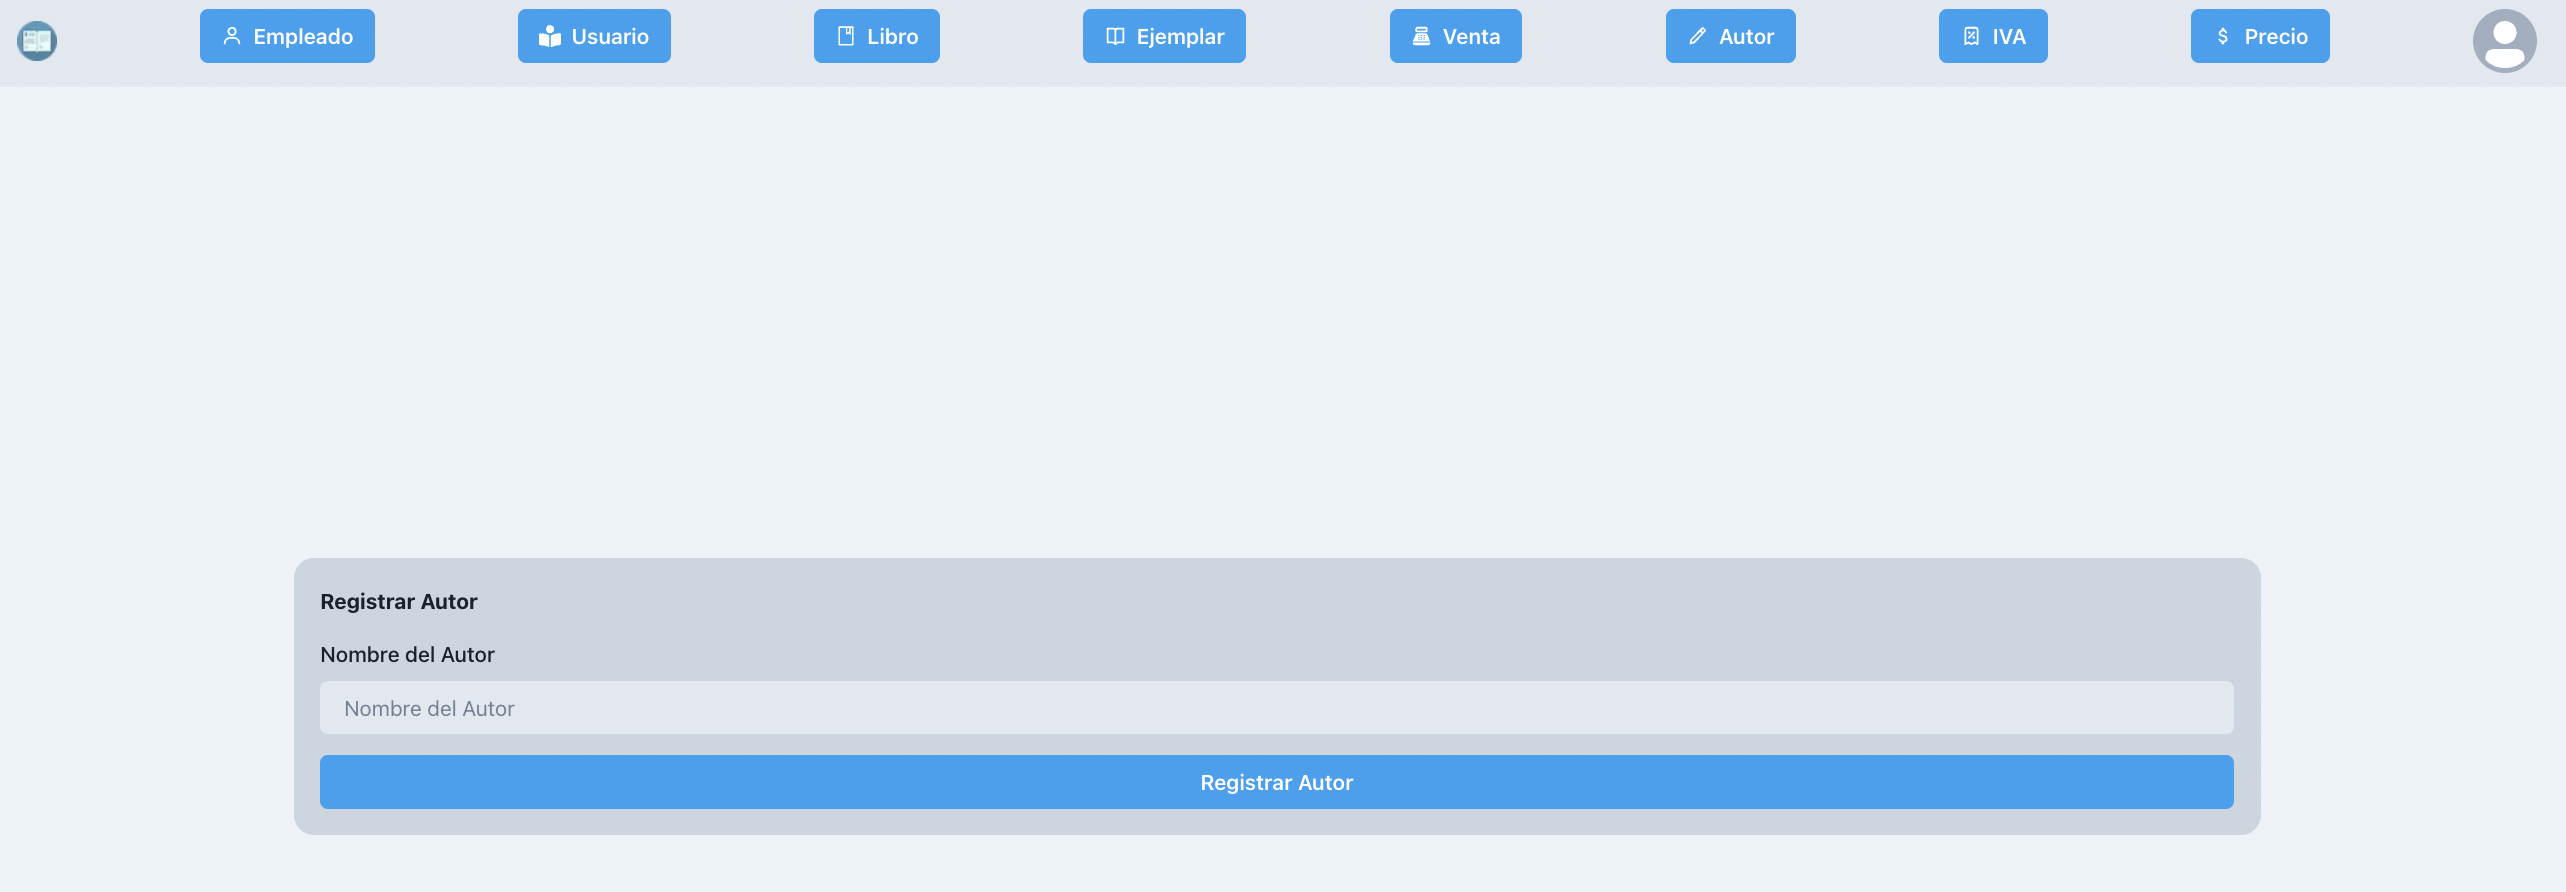 Empleado Usuario Libro Ejemplar Venta Autor IVA Precio
Registrar Autor
Nombre del Autor
Nombre del Autor
Registrar Autor